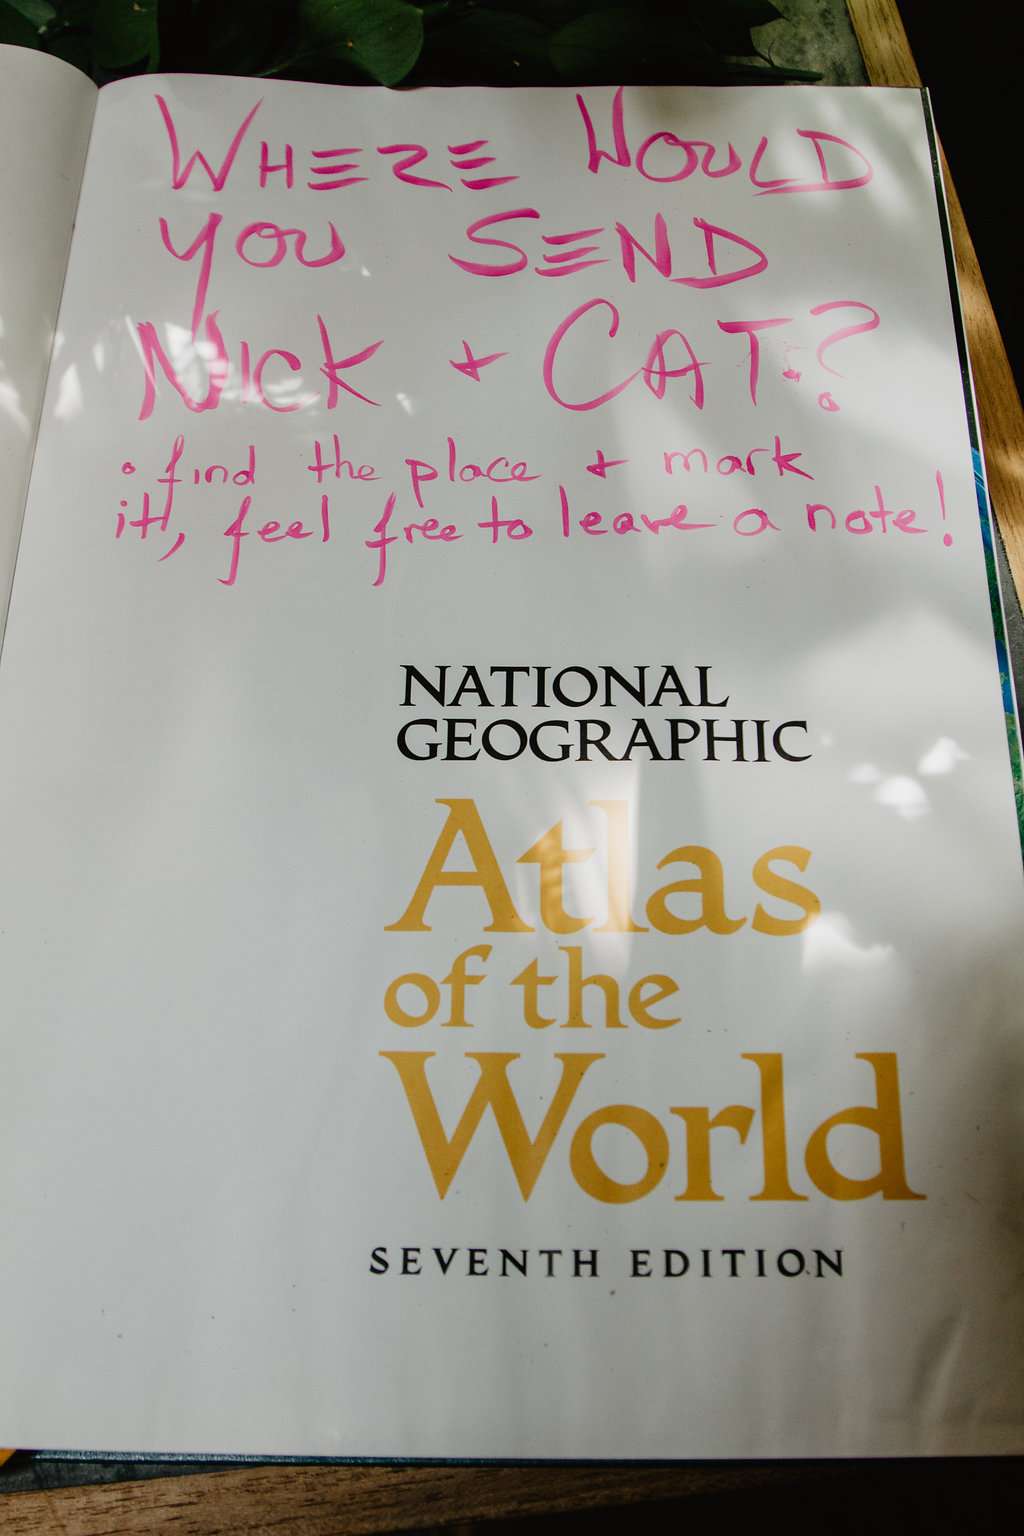 WHERE WOULD
YOU SEND
NICK + CAT?
• find the place + mark
it, feel free to leave a note!
NATIONAL
GEOGRAPHIC
Atlas
of the
World
SEVENTH EDITION